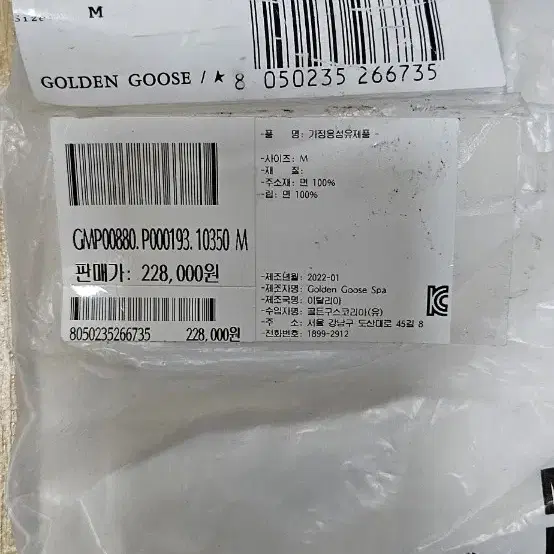 Size
M
GOLDEN GOOSE / ★ 8 050235 266735
GMP00880.P000193.10350 M
판매가: 228,000원
8050235266735 228,000원
-품 명: 가정용섬유제품 -
-사이즈: M
-재 질:
-주소재: 면 100%
-립: 면 100%
-제조년월: 2022-01
-제조자명: Golden Goose Spa
-제조국명: 이탈리아
-수입자명: 골든구스코리아(유)
-주 소: 서울 강남구 도산대로 45길 8
-전화번호: 1899-2912